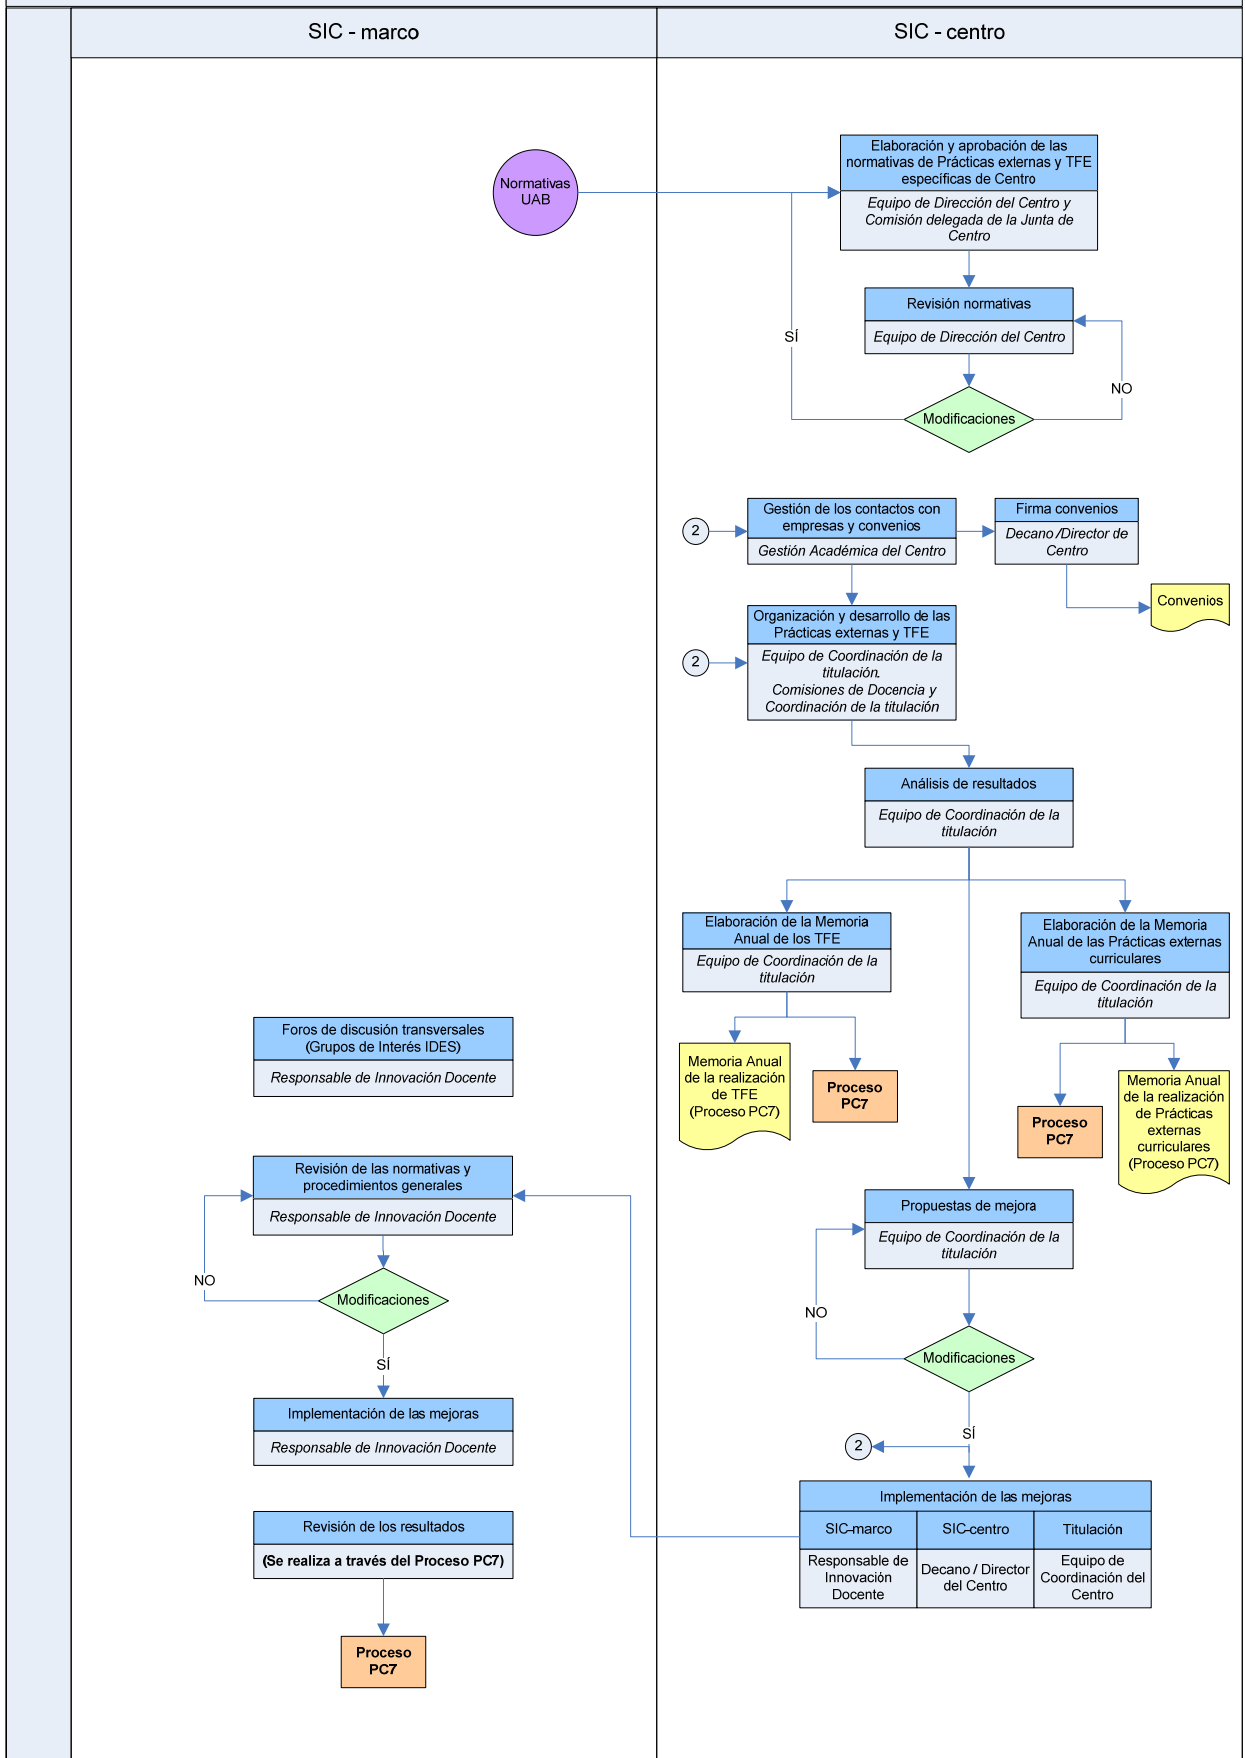 SIC - marco
SIC - centro
Normativas
UAB
Elaboración y aprobación de las
normativas de Prácticas externas y TFE
específicas de Centro
Equipo de Dirección del Centro y
Comisión delegada de la Junta de
Centro
Revisión normativas
Equipo de Dirección del Centro
SÍ
NO
Modificaciones
2
Gestión de los contactos con
empresas y convenios
Gestión Académica del Centro
Firma convenios
Decano /Director de
Centro
Convenios
2
Organización y desarrollo de las
Prácticas externas y TFE
Equipo de Coordinación de la
titulación.
Comisiones de Docencia y
Coordinación de la titulación
Análisis de resultados
Equipo de Coordinación de la
titulación
Elaboración de la Memoria
Anual de los TFE
Equipo de Coordinación de la
titulación
Elaboración de la Memoria
Anual de las Prácticas externas
curriculares
Equipo de Coordinación de la
titulación
Memoria Anual
de la realización
de TFE
(Proceso PC7)
Proceso
PC7
Proceso
PC7
Memoria Anual
de la realización
de Prácticas
externas
curriculares
(Proceso PC7)
Foros de discusión transversales
(Grupos de Interés IDES)
Responsable de Innovación Docente
Revisión de las normativas y
procedimientos generales
Responsable de Innovación Docente
NO
Modificaciones
SÍ
Implementación de las mejoras
Responsable de Innovación Docente
Revisión de los resultados
(Se realiza a través del Proceso PC7)
Proceso
PC7
Propuestas de mejora
Equipo de Coordinación de la
titulación
NO
Modificaciones
SÍ
2
Implementación de las mejoras
SIC-marco
SIC-centro
Titulación
Responsable de
Innovación
Docente
Decano / Director
del Centro
Equipo de
Coordinación del
Centro